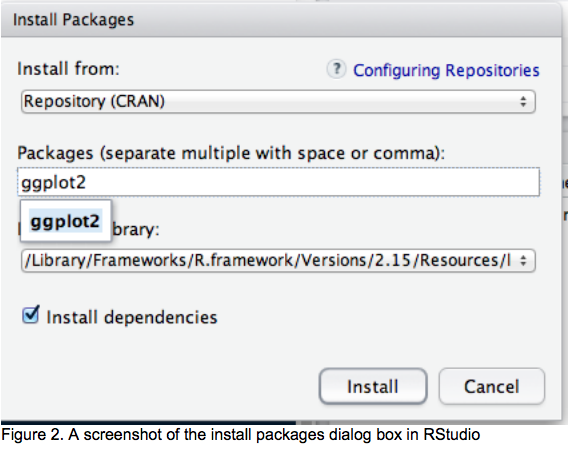 Install Packages
Install from:
? Configuring Repositories
Repository (CRAN)
Packages (separate multiple with space or comma):
ggplot2
ggplot2
brary:
/Library/Frameworks/R.framework/Versions/2.15/Resources/l
Install dependencies
Install
Cancel
Figure 2. A screenshot of the install packages dialog box in RStudio